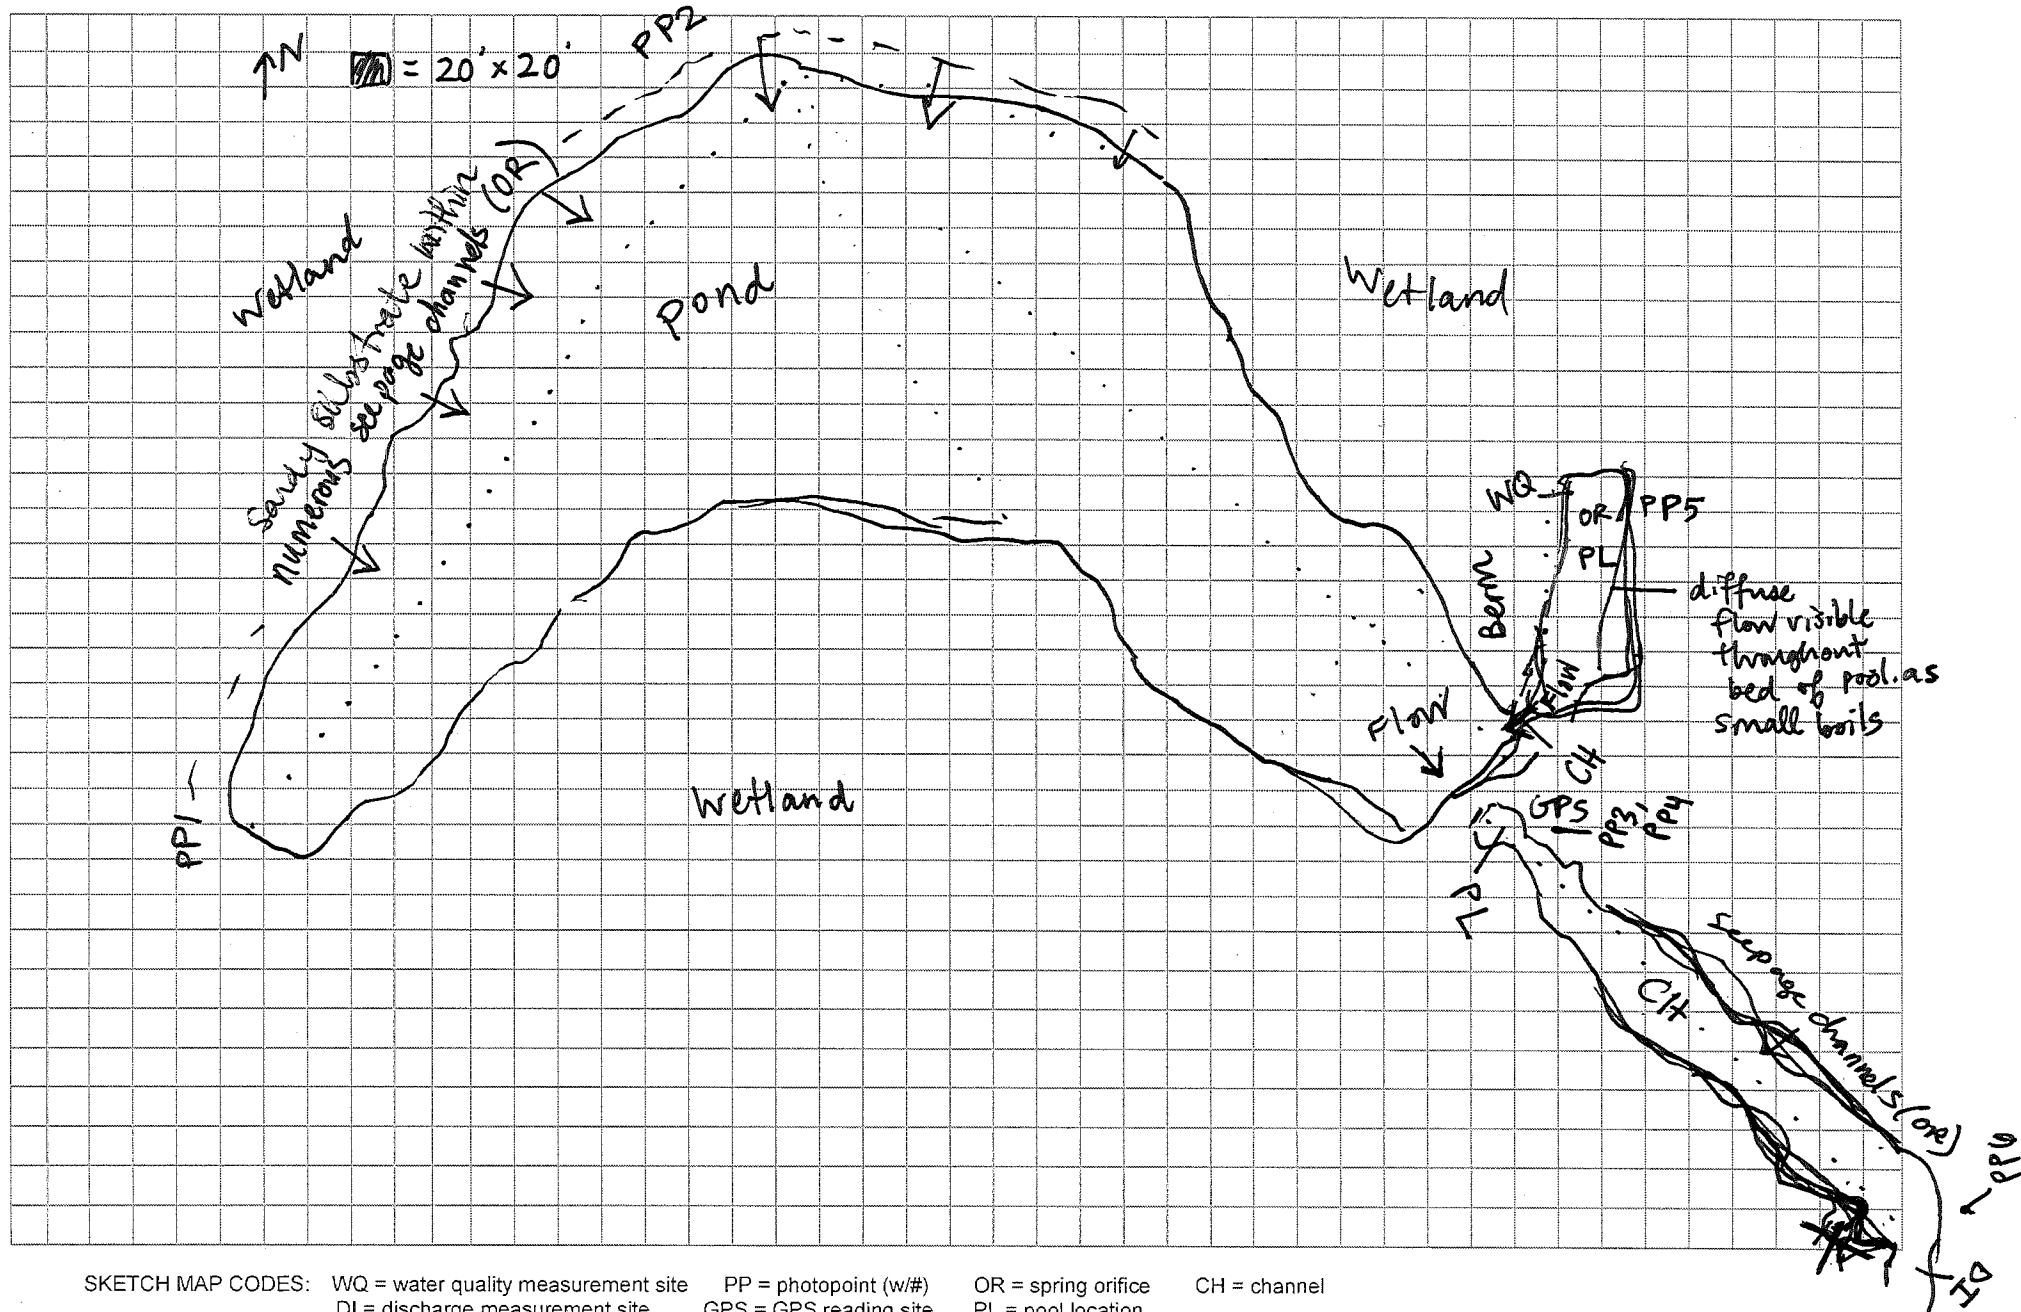 ↑N
= 20' x 20'
PP2
Wetland
Sandy substrate within
numerous seepage channels (OR)
Pond
Wetland
WQ
OR
PP5
PL
Berm
diffuse
flow visible
throughout
bed of pool as
small boils
Flow
Flow
CH
GPS
PP3,
PP4
PL
Wetland
PP1
Seepage channels (OR)
CH
PP6
DI
SKETCH MAP CODES: WQ = water quality measurement site PP = photopoint (w/#) OR = spring orifice CH = channel
DI = discharge measurement site GPS = GPS reading site PL = pool location